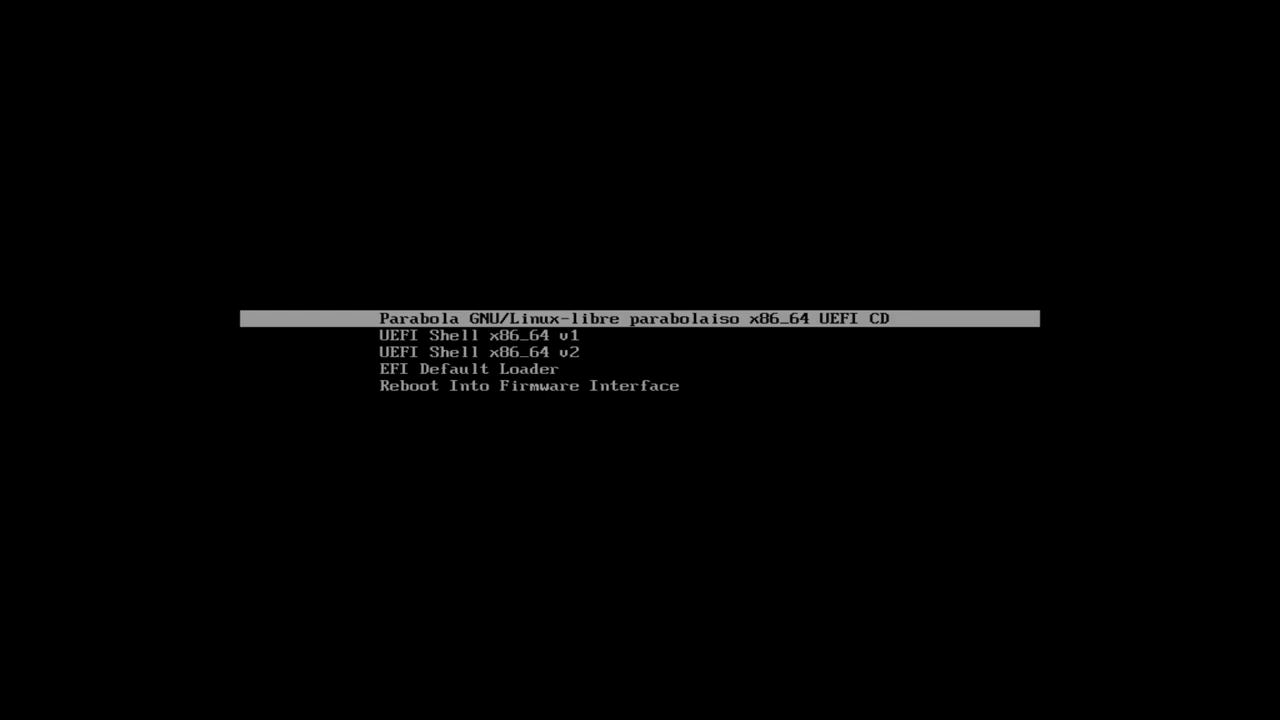 Parabola GNU/Linux-libre parabolaiso x86_64 UEFI CD
UEFI Shell x86_64 v1
UEFI Shell x86_64 v2
EFI Default Loader
Reboot Into Firmware Interface